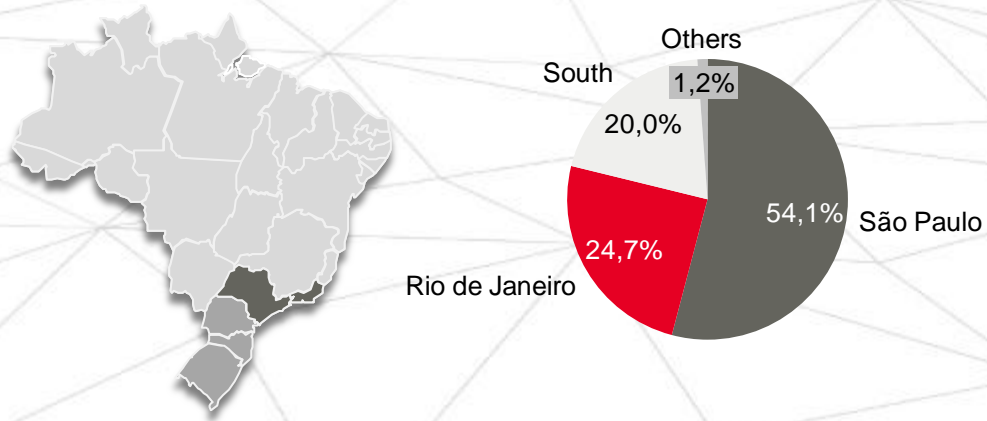 Others
1,2%
South
20,0%
54,1%
São Paulo
24,7%
Rio de Janeiro